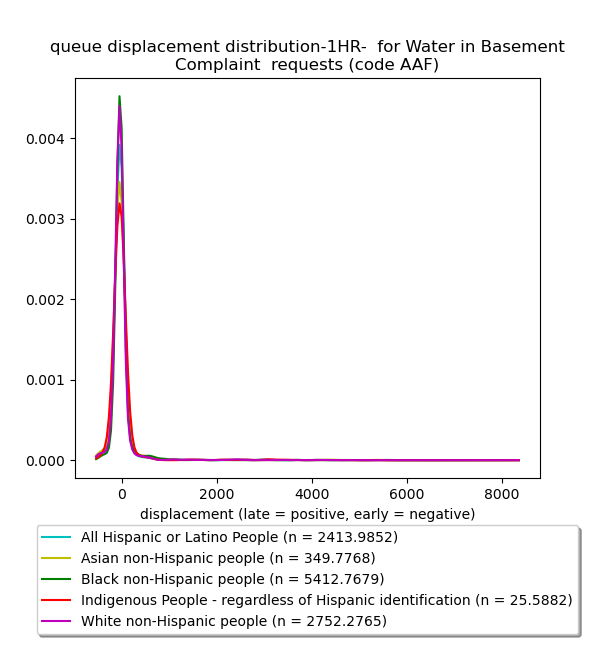 queue displacement distribution-1HR-  for Water in Basement
Complaint  requests (code AAF)
0.004
0.003
0.002
0.001
0.000
0 2000 4000 6000 8000
displacement (late = positive, early = negative)
All Hispanic or Latino People (n = 2413.9852)
Asian non-Hispanic people (n = 349.7768)
Black non-Hispanic people (n = 5412.7679)
Indigenous People - regardless of Hispanic identification (n = 25.5882)
White non-Hispanic people (n = 2752.2765)